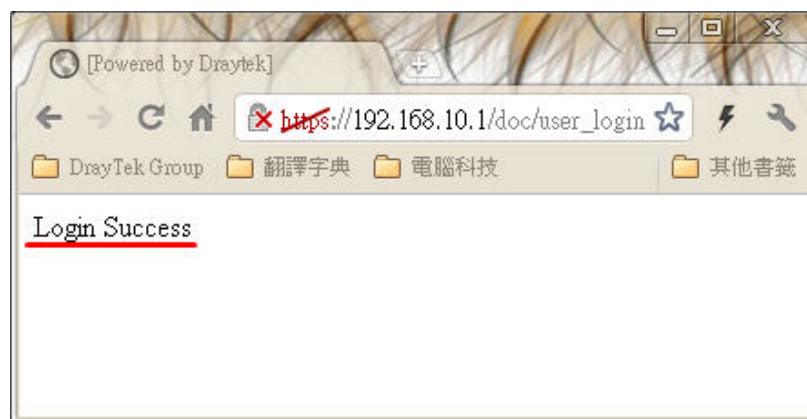 [Powered by Draytek]
https://192.168.10.1/doc/user_login
DrayTek Group 翻譯字典 電腦科技 其他書籤
Login Success